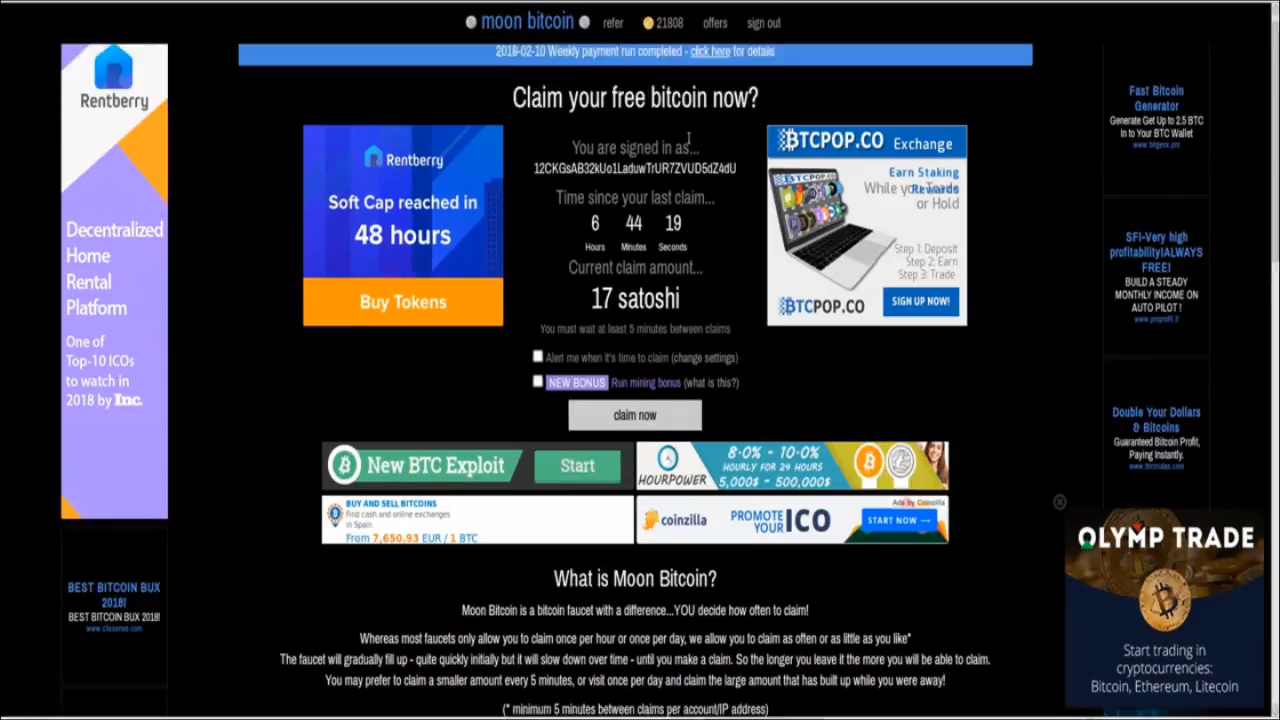 moon bitcoin
refer
21808
offers
sign out
2018-02-10 Weekly payment run completed - click here for details
Claim your free bitcoin now?
Rentberry
Decentralized
Home
Rental
Platform
One of
Top-10 ICOs
to watch in
2018 by Inc.
BEST BITCOIN BUX
2018!
BEST BITCOIN BUX 2018!
Rentberry
Soft Cap reached in
48 hours
Buy Tokens
You are signed in as...
12CKGsAB32kUo1LaduwTrUR7ZVUD5dZ4dU
Time since your last claim...
6 44 19
Hours Minutes Seconds
Current claim amount...
17 satoshi
You must wait at least 5 minutes between claims
Alert me when it's time to claim (change settings)
NEW BONUS Run mining bonus (what is this?)
claim now
BTCPOP.CO Exchange
Earn Staking
Rewards
While you Trade
or Hold
Step 1: Deposit
Step 2: Earn
Step 3: Trade
BTCPOP.CO
SIGN UP NOW!
New BTC Exploit
Start
HOURPOWER
8.0% - 10.0%
HOURLY FOR 24 HOURS
5,000$ - 500,000$
BUY AND SELL BITCOINS
Find cash and online exchanges
in Spain
From 7,650.93 EUR / 1 BTC
Ads by Coinzilla
coinzilla
PROMOTE
YOUR ICO
START NOW
What is Moon Bitcoin?
Moon Bitcoin is a bitcoin faucet with a difference...YOU decide how often to claim!
Whereas most faucets only allow you to claim once per hour or once per day, we allow you to claim as often or as little as you like*
The faucet will gradually fill up - quite quickly initially but it will slow down over time - until you make a claim. So the longer you leave it the more you will be able to claim.
You may prefer to claim a smaller amount every 5 minutes, or visit once per day and claim the large amount that has built up while you were away!
(* minimum 5 minutes between claims per account/IP address)
Fast Bitcoin
Generator
Generate Get Up to 2.5 BTC
In to Your BTC Wallet
SFI-Very high
profitability!ALWAYS
FREE!
BUILD A STEADY
MONTHLY INCOME ON
AUTO PILOT !
Double Your Dollars
& Bitcoins
Guaranteed Bitcoin Profit,
Paying Instantly.
OLYMP TRADE
Start trading in
cryptocurrencies:
Bitcoin, Ethereum, Litecoin